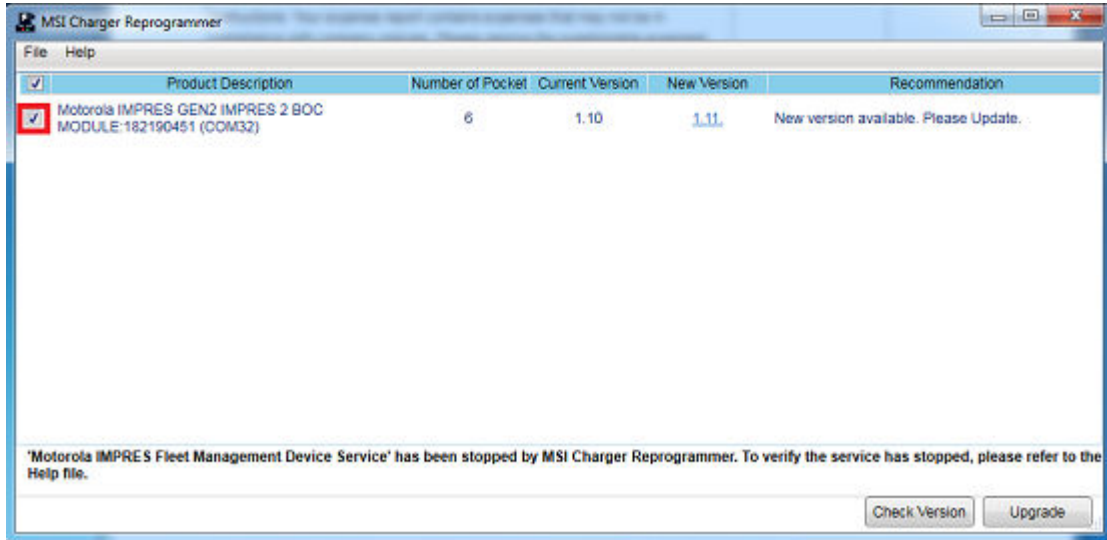 MSI Charger Reprogrammer
File Help
Product Description Number of Pocket Current Version New Version Recommendation
Motorola IMPRES GEN2 IMPRES 2 BOC
MODULE:182190451 (COM32) 6 1.10 1.11. New version available. Please Update.
'Motorola IMPRES Fleet Management Device Service' has been stopped by MSI Charger Reprogrammer. To verify the service has stopped, please refer to the
Help file.
Check Version Upgrade